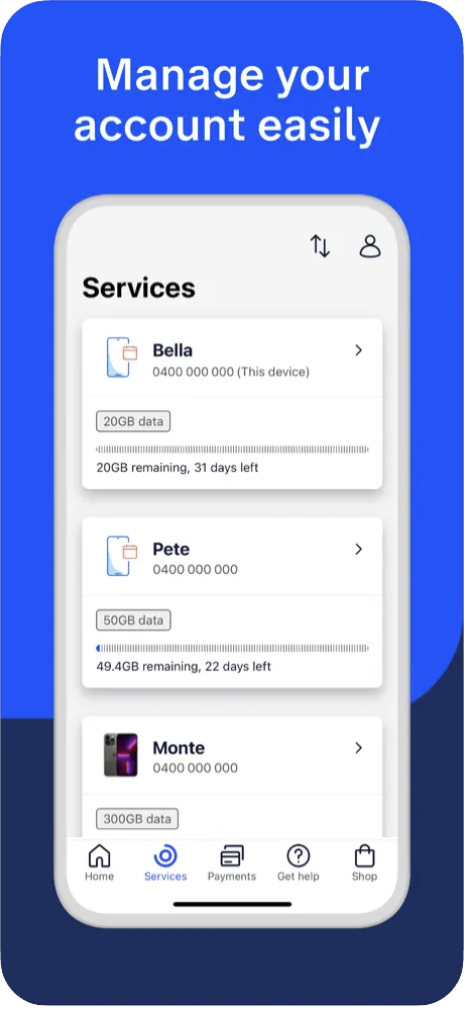 Manage your
account easily
Services
Bella
0400 000 000 (This device)
20GB data
20GB remaining, 31 days left
Pete
0400 000 000
50GB data
49.4GB remaining, 22 days left
Monte
0400 000 000
300GB data
Home Services Payments Get help Shop